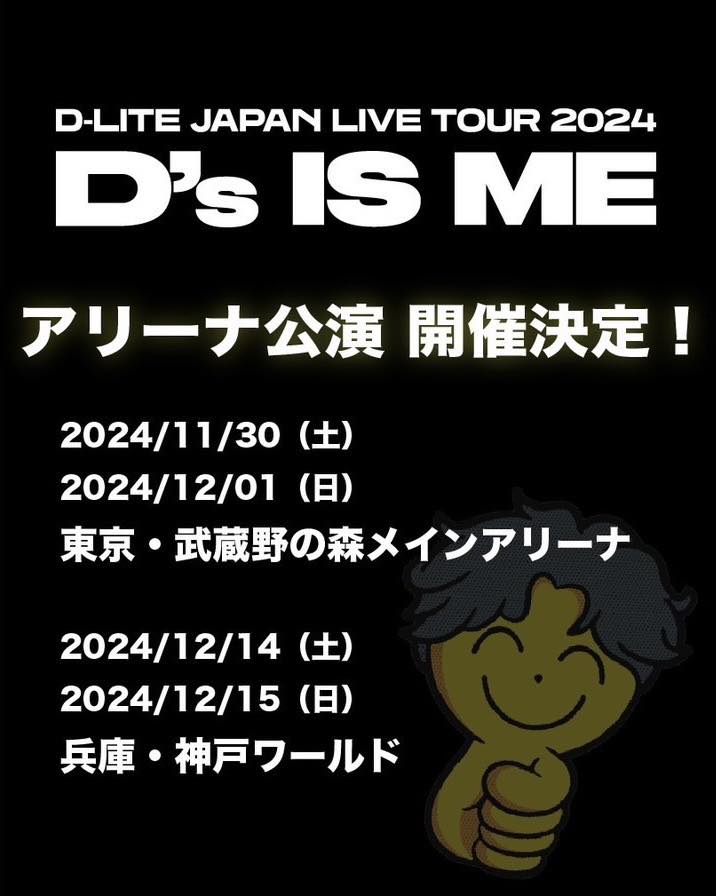 D-LITE JAPAN LIVE TOUR 2024
D's IS ME
アリーナ公演 開催決定！
2024/11/30（土）
2024/12/01（日）
東京・武蔵野の森メインアリーナ
2024/12/14（土）
2024/12/15（日）
兵庫・神戸ワールド